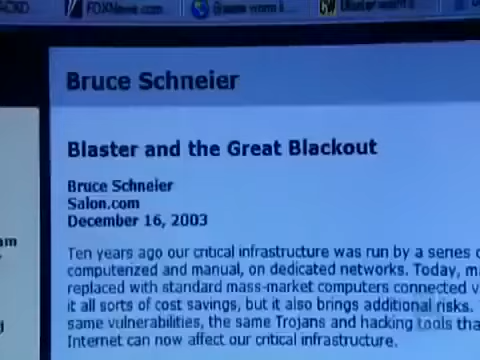 FOXNews.com
Bruce Schneier
Blaster and the Great Blackout
Bruce Schneier
Salon.com
December 16, 2003
Ten years ago our critical infrastructure was run by a series
computerized and manual, on dedicated networks. Today,
replaced with standard mass-market computers connected
it all sorts of cost savings, but it also brings additional risks.
same vulnerabilities, the same Trojans and hacking tools
Internet can now affect our critical infrastructure.